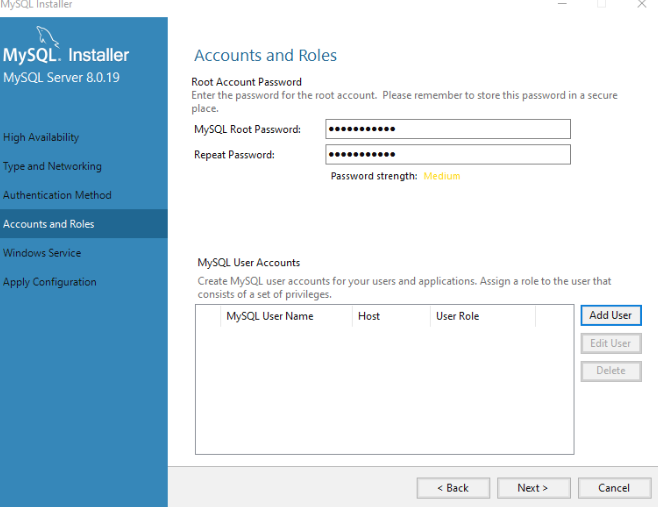 MySQL Installer
MySQL. Installer
MySQL Server 8.0.19
High Availability
Type and Networking
Authentication Method
Accounts and Roles
Windows Service
Apply Configuration
Accounts and Roles
Root Account Password
Enter the password for the root account. Please remember to store this password in a secure
place.
MySQL Root Password: ●●●●●●●●●●●
Repeat Password: ●●●●●●●●●●●
Password strength: Medium
MySQL User Accounts
Create MySQL user accounts for your users and applications. Assign a role to the user that
consists of a set of privileges.
MySQL User Name Host User Role
Add User
Edit User
Delete
< Back Next > Cancel